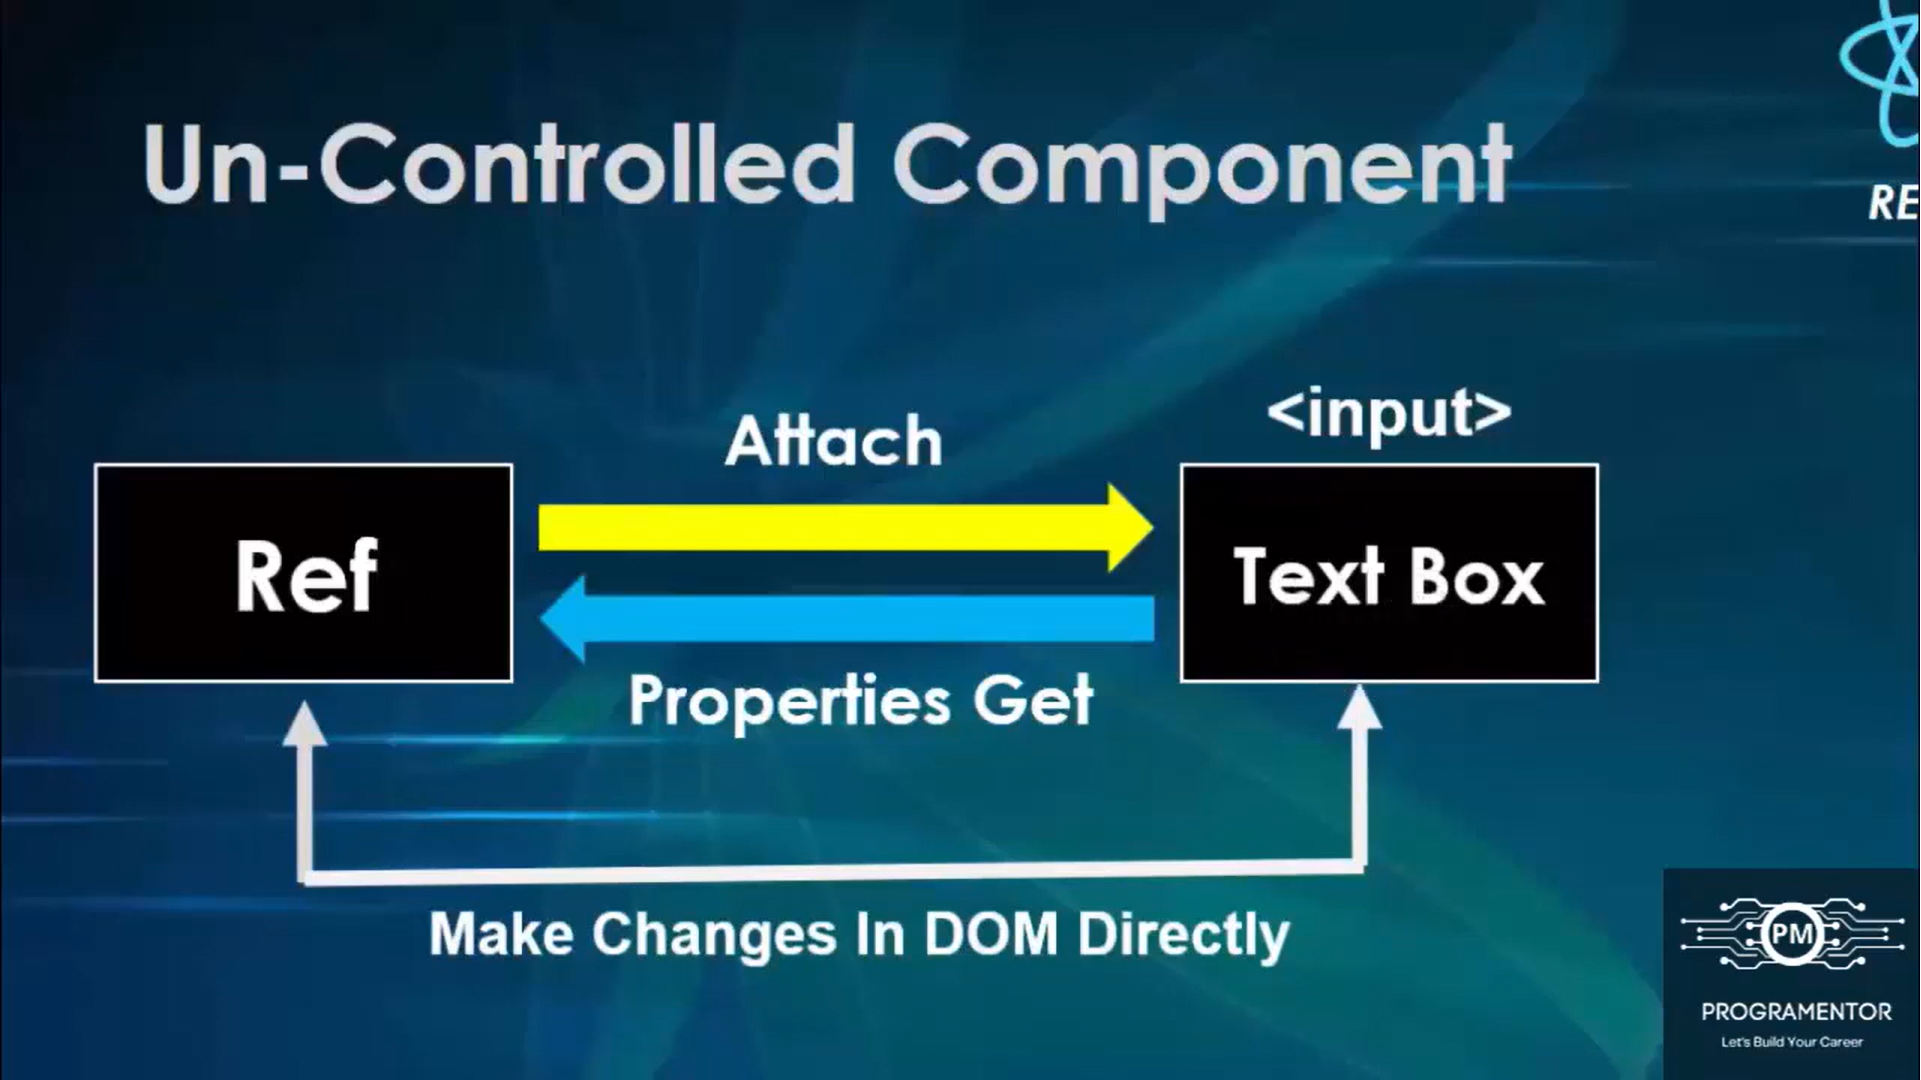 Un-Controlled Component
RE
<input>
Attach
Ref
Text Box
Properties Get
Make Changes In DOM Directly
PM
PROGRAMENTOR
Let's Build Your Career